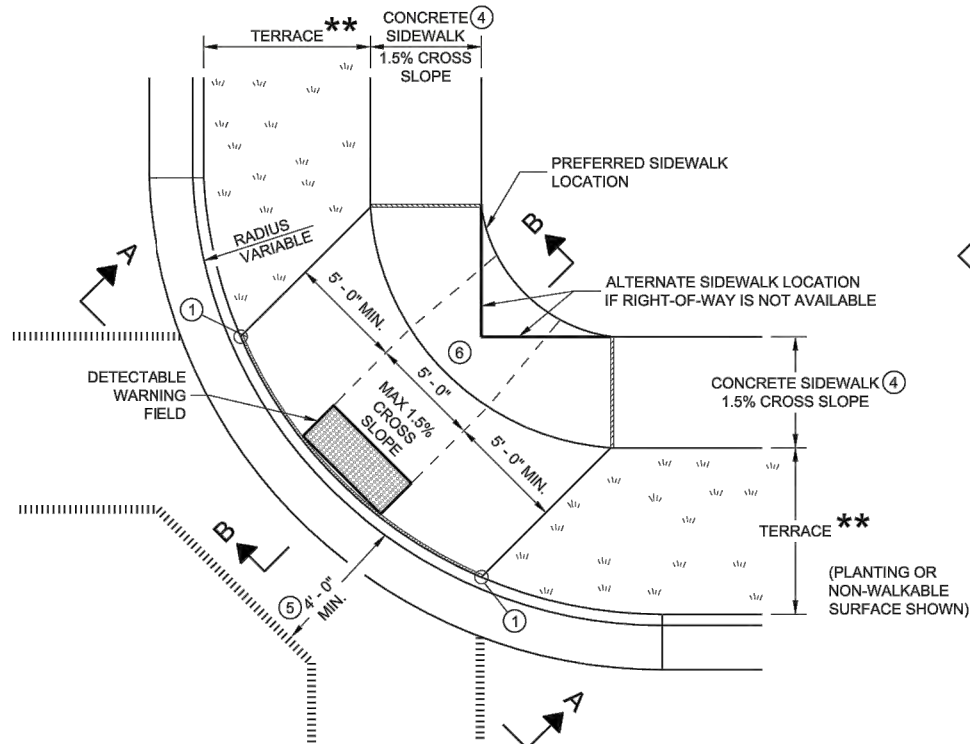 TERRACE **
CONCRETE ④
SIDEWALK
1.5% CROSS
SLOPE
PREFERRED SIDEWALK
LOCATION
B
A
RADIUS
VARIABLE
ALTERNATE SIDEWALK LOCATION
IF RIGHT-OF-WAY IS NOT AVAILABLE
5' - 0" MIN.
①
⑥
DETECTABLE
WARNING
FIELD
5' - 0"
MAX 1.5%
CROSS
SLOPE
CONCRETE SIDEWALK ④
1.5% CROSS SLOPE
5' - 0" MIN.
TERRACE **
(PLANTING OR
NON-WALKABLE
SURFACE SHOWN)
B
⑤ 4' - 0"
MIN.
①
A